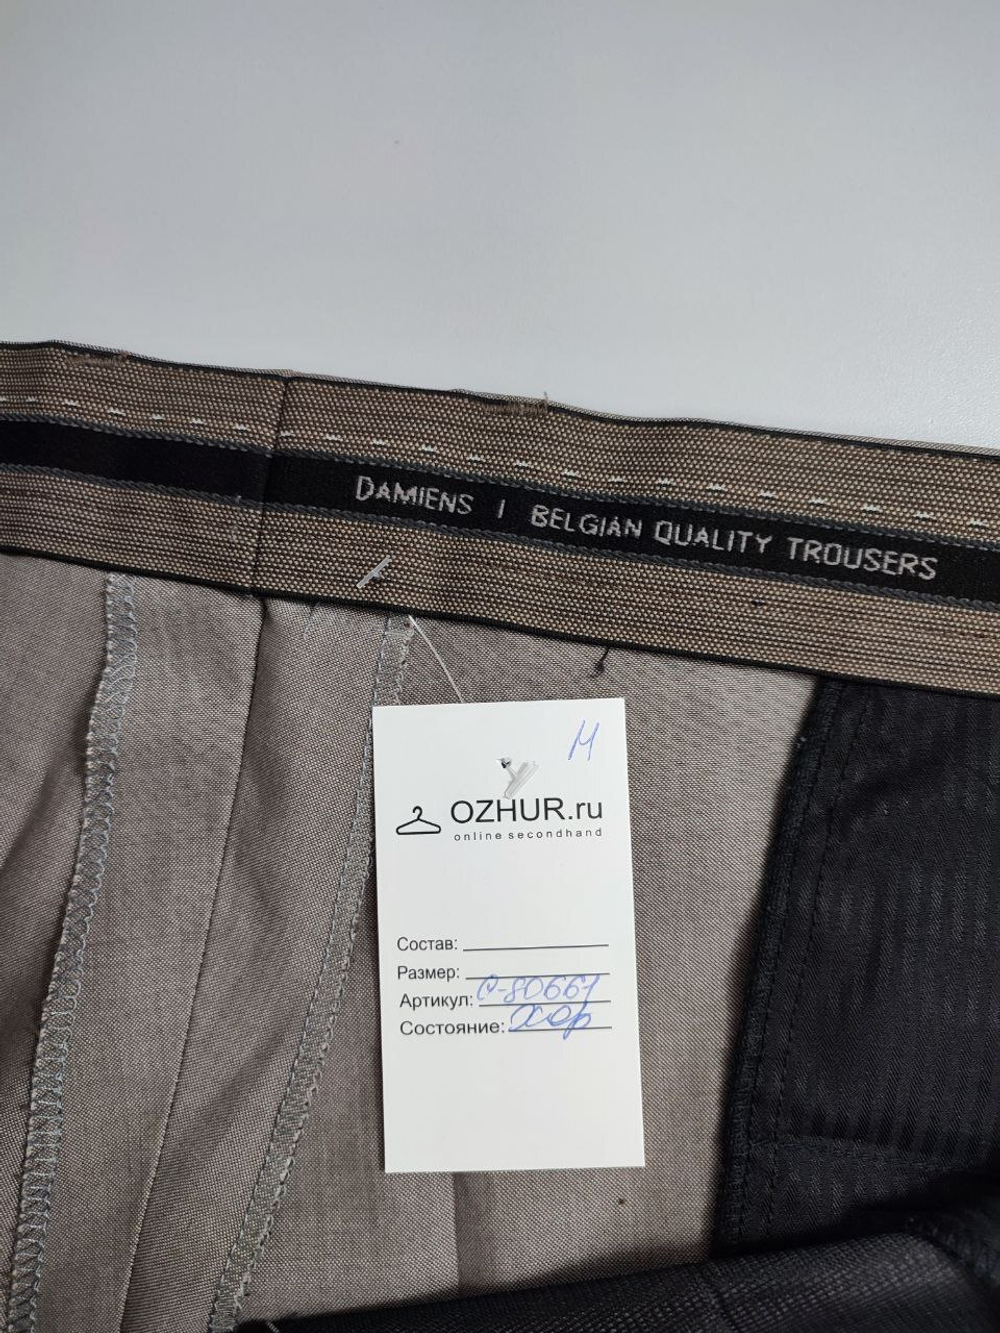 DAMIENS | BELGIAN QUALITY TROUSERS
М
OZHUR.ru
online secondhand
Состав:
Размер:
Артикул: О-80661
Состояние: Хор